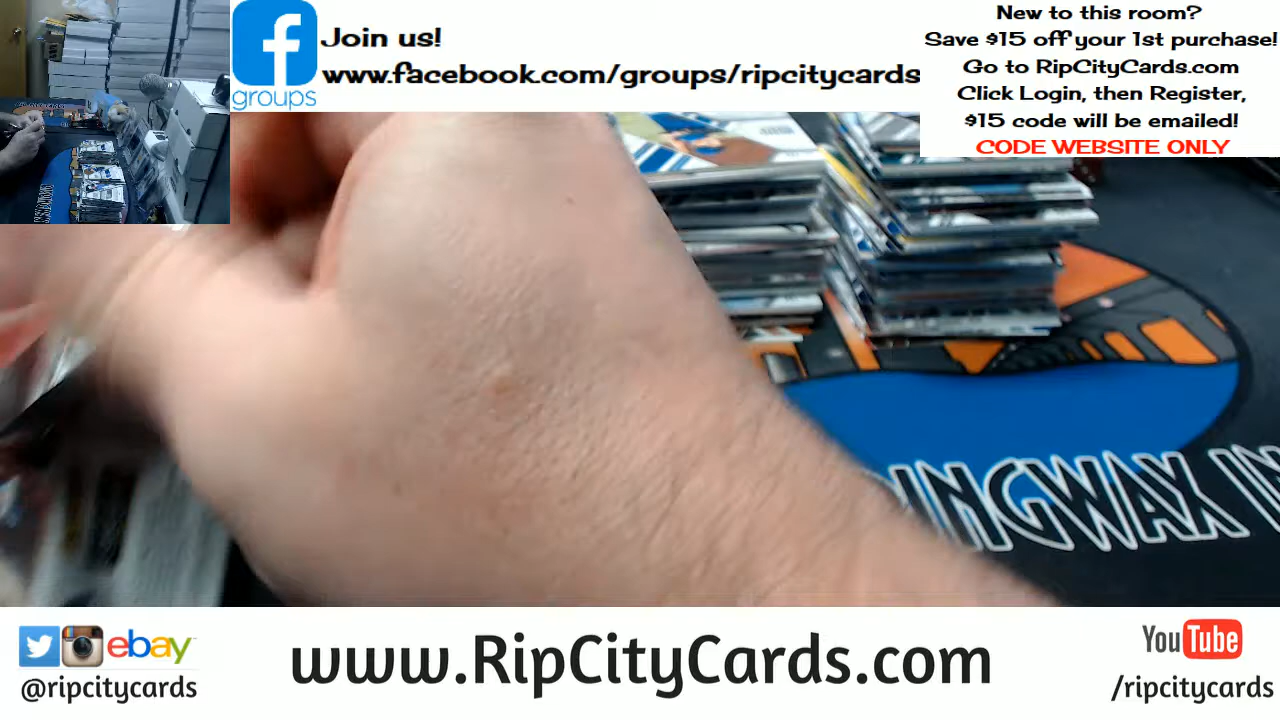 Join us!
www.facebook.com/groups/ripcitycards
groups
New to this room?
Save $15 off your 1st purchase!
Go to RipCityCards.com
Click Login, then Register,
$15 code will be emailed!
CODE WEBSITE ONLY
INGWAX
ebay
@ripcitycards
www.RipCityCards.com
YouTube
/ripcitycards